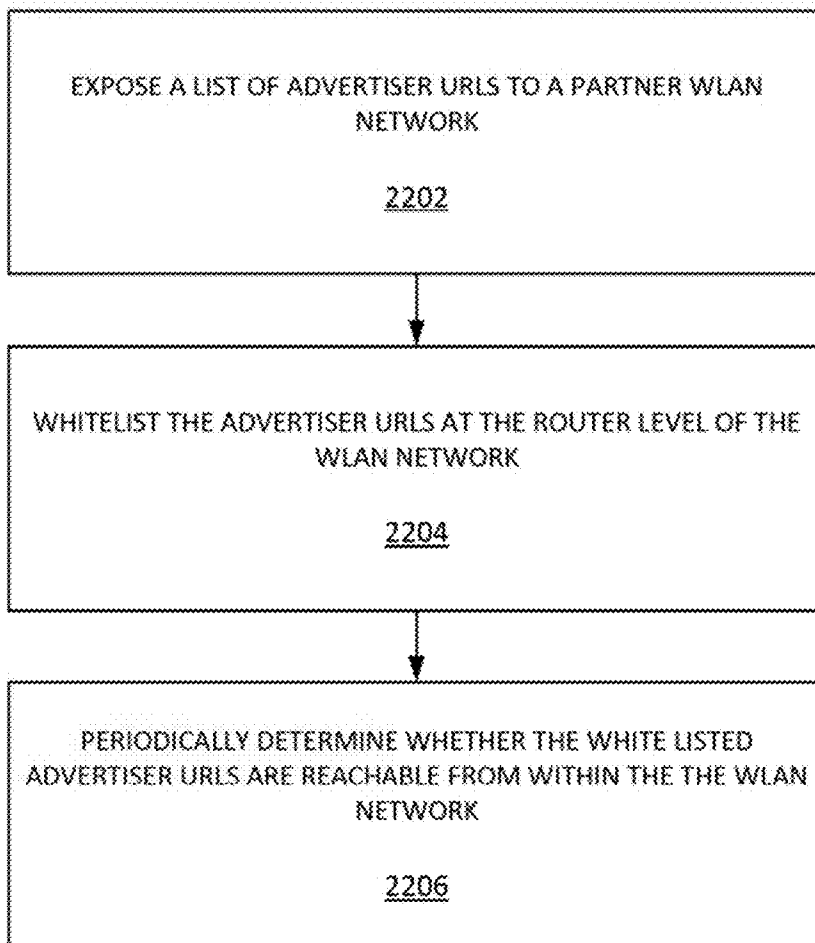 EXPOSE A LIST OF ADVERTISER URLS TO A PARTNER WLAN
NETWORK
2202
WHITELIST THE ADVERTISER URLS AT THE ROUTER LEVEL OF THE
WLAN NETWORK
2204
PERIODICALLY DETERMINE WHETHER THE WHITE LISTED
ADVERTISER URLS ARE REACHABLE FROM WITHIN THE THE WLAN
NETWORK
2206